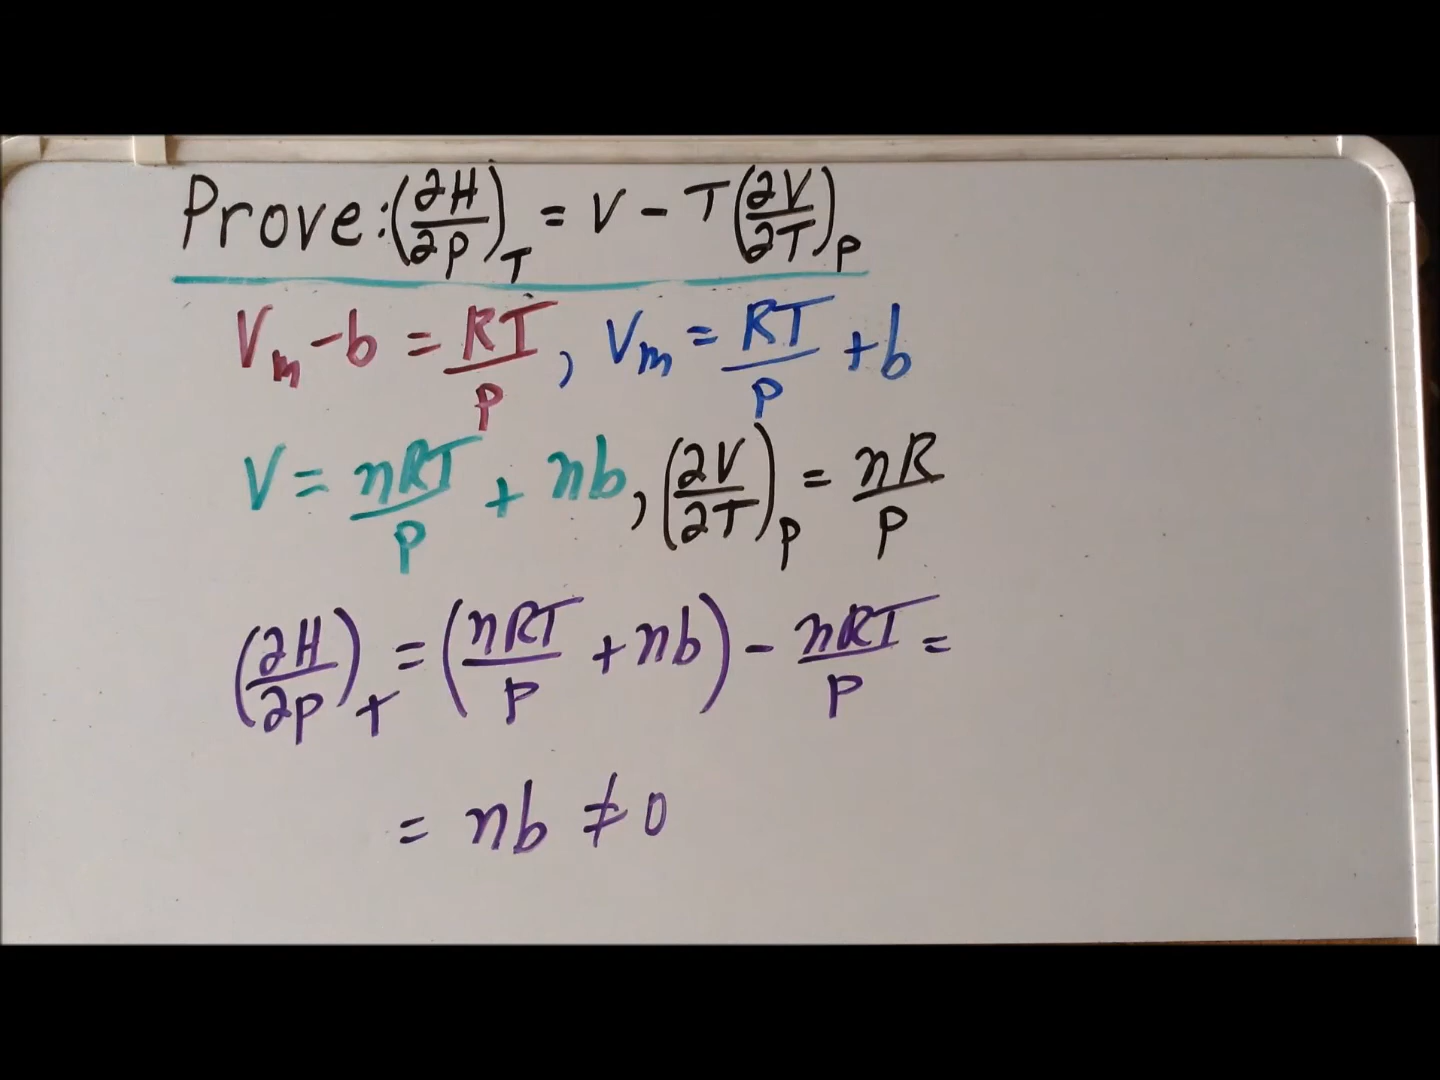 Prove: (∂H/∂P)_T = V - T(∂V/∂T)_P
V_m - b = RT/P, V_m = RT/P + b
V = nRT/P + nb, (∂V/∂T)_P = nR/P
(∂H/∂P)_T = (nRT/P + nb) - nRT/P =
= nb ≠ 0